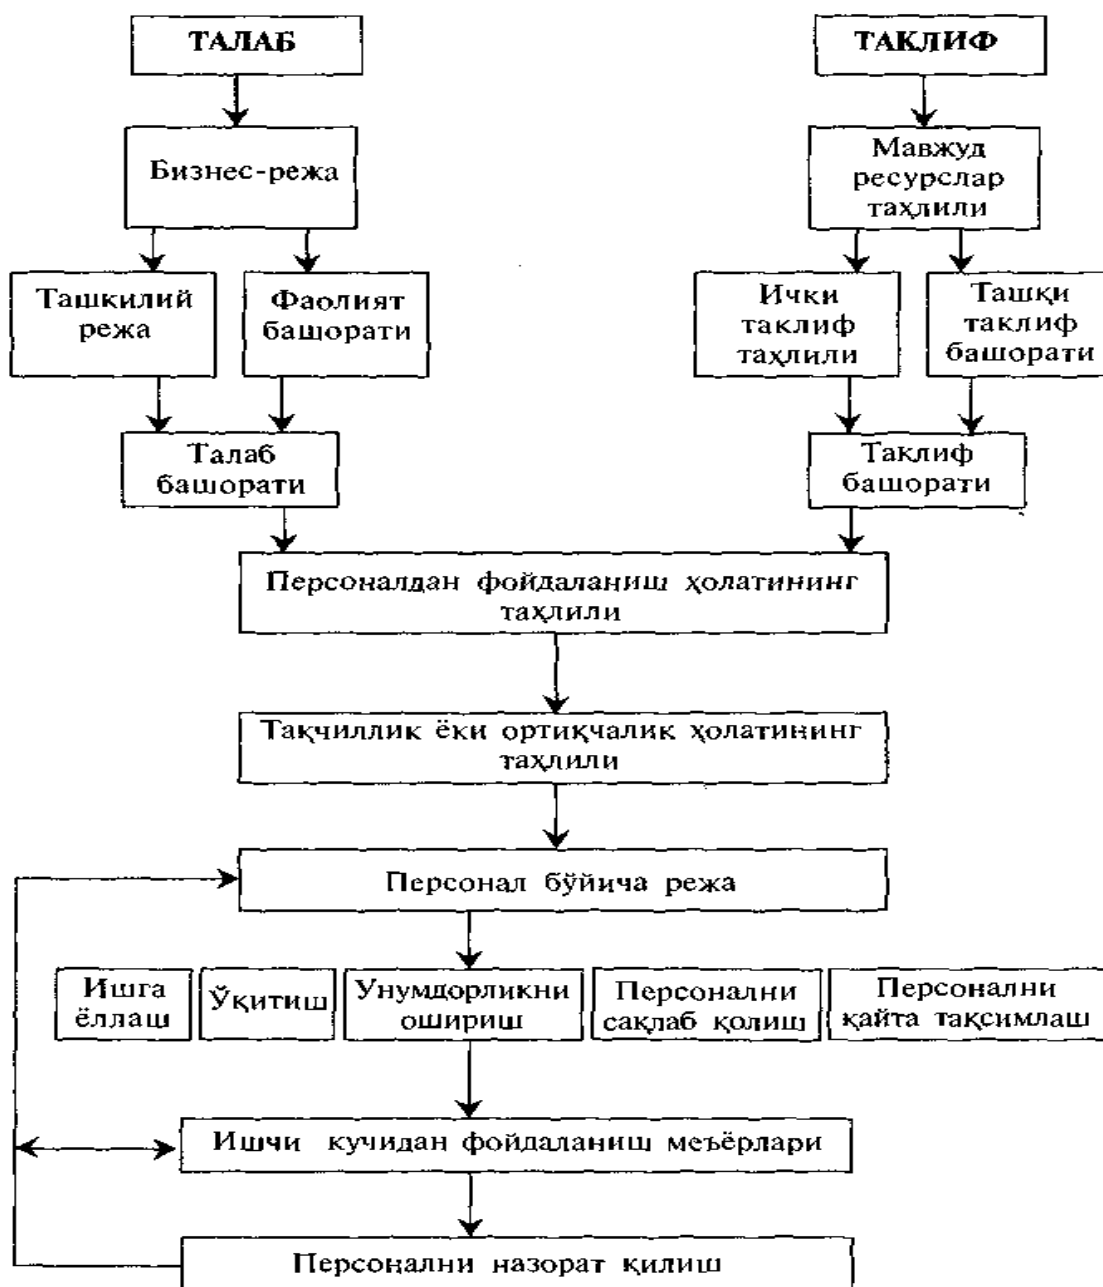 ТАЛАБ
ТАКЛИФ
Бизнес-режа
Мавжуд
ресурслар
таҳлили
Ташкилий
режа
Фаолият
башорати
Ички
таклиф
таҳлили
Ташқи
таклиф
башорати
Талаб
башорати
Таклиф
башорати
Персоналдан фойдаланиш ҳолатининг
таҳлили
Тақчиллик ёки ортиқчалик ҳолатининг
таҳлили
Персонал бўйича режа
Ишга
ёллаш
Ўқитиш
Унумдорликни
ошириш
Персонални
сақлаб қолиш
Персонални
қайта тақсимлаш
Ишчи кучидан фойдаланиш меъёрлари
Персонални назорат қилиш